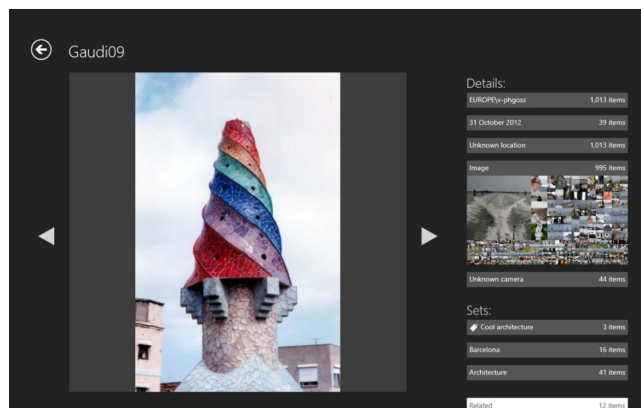 Gaudi09
Details:
EUROPE\v-phgoss 1,013 items
31 October 2012 39 items
Unknown location 1,013 items
Image 995 items
Unknown camera 44 items
Sets:
Cool architecture 3 items
Barcelona 16 items
Architecture 41 items
Related 12 items